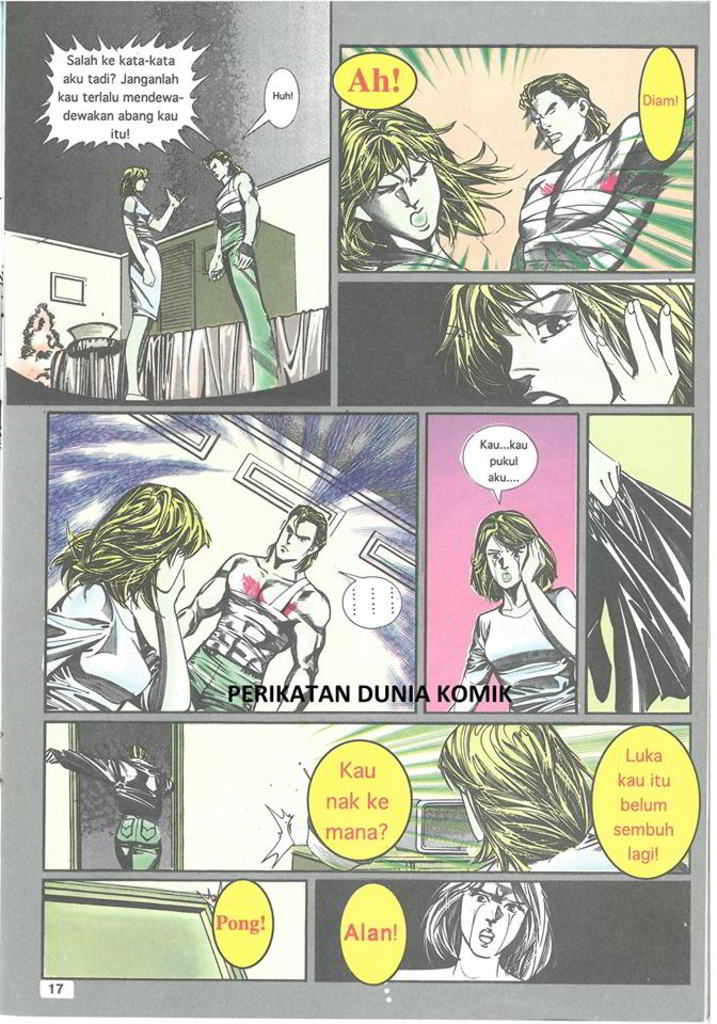 Salah ke kata-kata
aku tadi? Janganlah
kau terlalu mendewa-
dewakan abang kau
itu!
Huh!
Ah!
Diam!
Kau...kau
pukul
aku....
PERIKATAN DUNIA KOMIK
Kau
nak ke
mana?
Luka
kau itu
belum
sembuh
lagi!
Pong!
Alan!
17